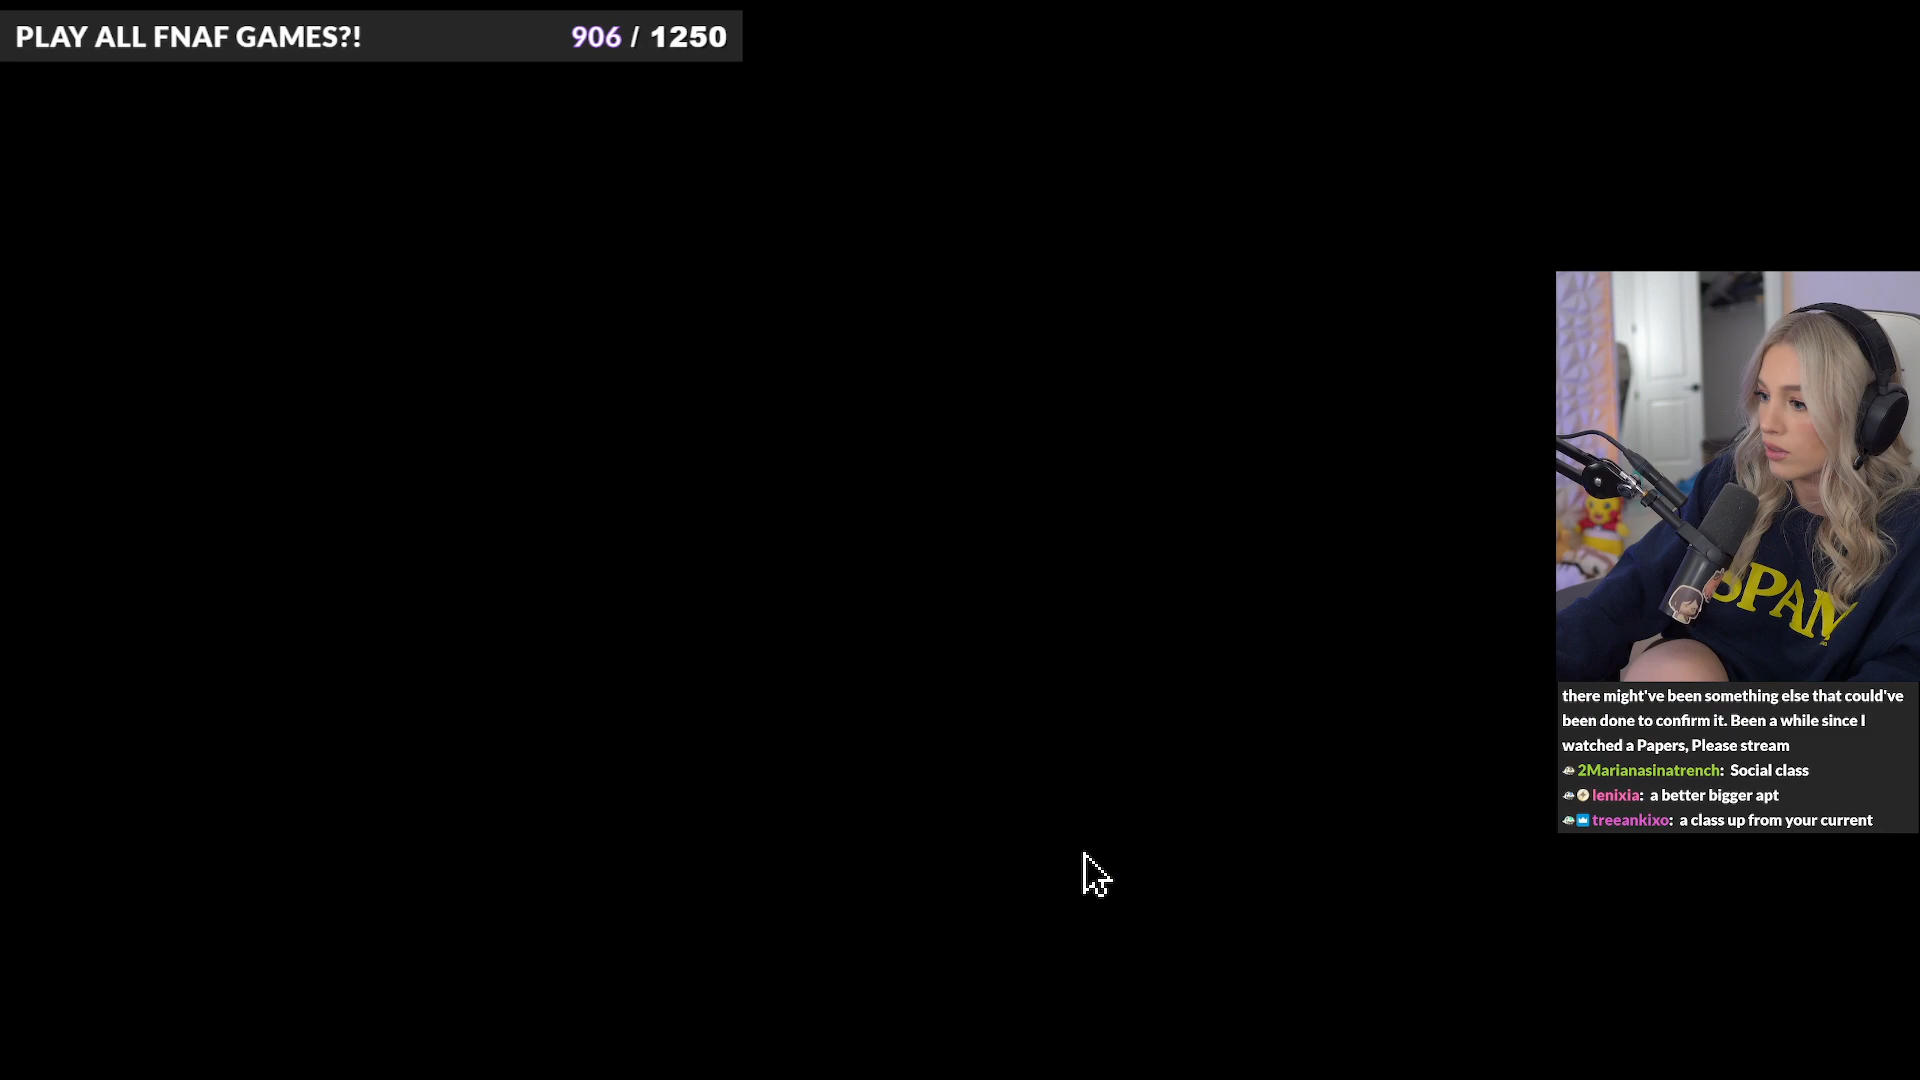 PLAY ALL FNAF GAMES?!
906 / 1250
SPAM
there might've been something else that could've
been done to confirm it. Been a while since I
watched a Papers, Please stream
2Marianasinatrench: Social class
lenixia: a better bigger apt
treeankixo: a class up from your current